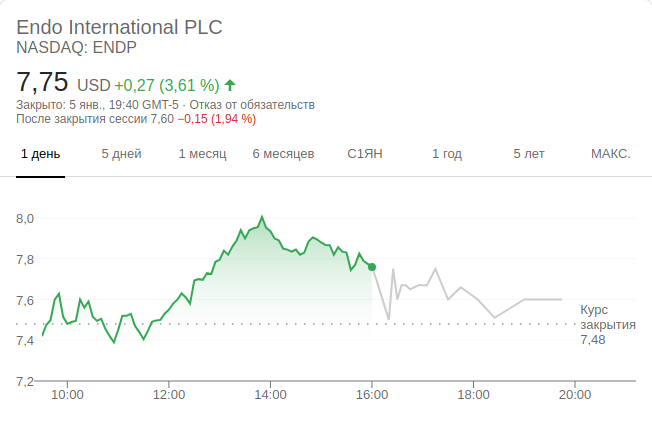 Endo International PLC
NASDAQ: ENDP
7,75 USD +0,27 (3,61 %)
Закрыто: 5 янв., 19:40 GMT-5 · Отказ от обязательств
После закрытия сессии 7,60 −0,15 (1,94 %)
1 день 5 дней 1 месяц 6 месяцев С1ЯН 1 год 5 лет МАКС.
8,0
7,8
7,6
Курс
закрытия
7,48
7,4
7,2
10:00 12:00 14:00 16:00 18:00 20:00